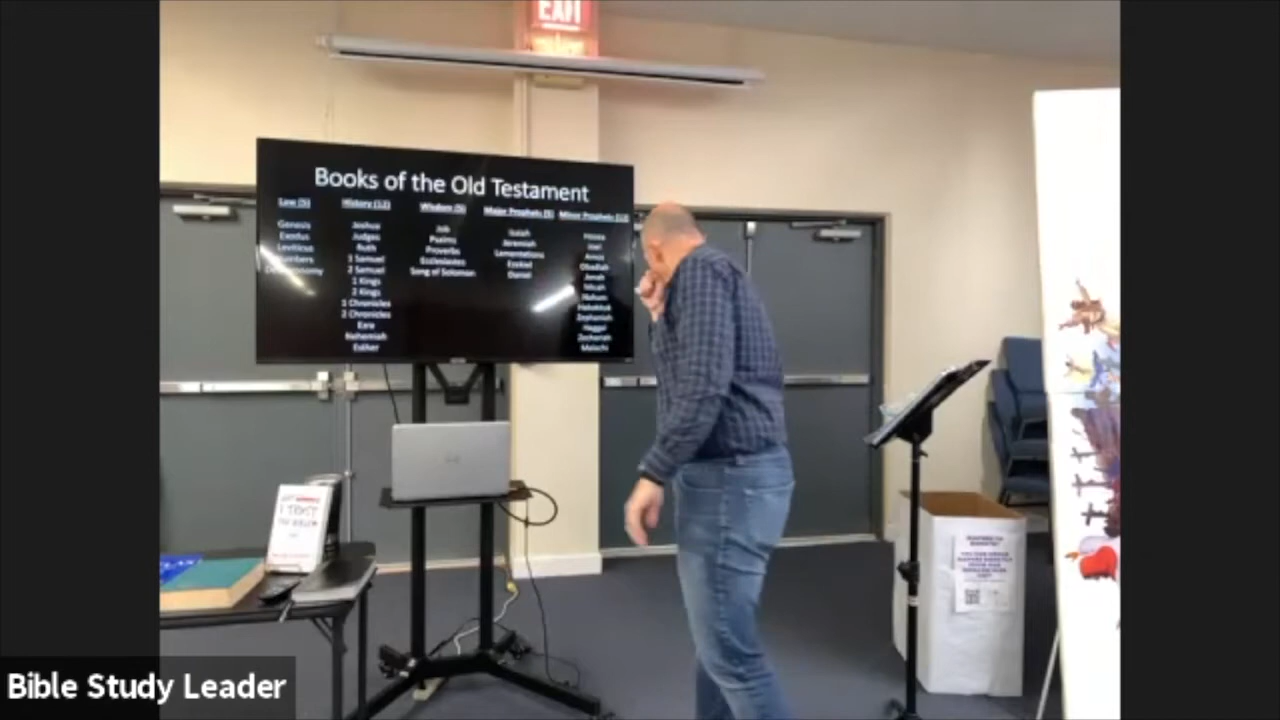 EXIT
Books of the Old Testament
Law (5)
Genesis
Exodus
Leviticus
History (12)
Joshua
Judges
Ruth
1 Samuel
2 Samuel
1 Kings
2 Kings
1 Chronicles
2 Chronicles
Ezra
Nehemiah
Esther
Wisdom (5)
Job
Psalms
Proverbs
Ecclesiastes
Song of Solomon
Major Prophets (5)
Isaiah
Jeremiah
Lamentations
Ezekiel
Daniel
Minor Prophets (12)
Hosea
Joel
Amos
Obadiah
Jonah
Micah
Nahum
Habakkuk
Zephaniah
Haggai
Zechariah
Malachi
I TRUST
Bible Study Leader